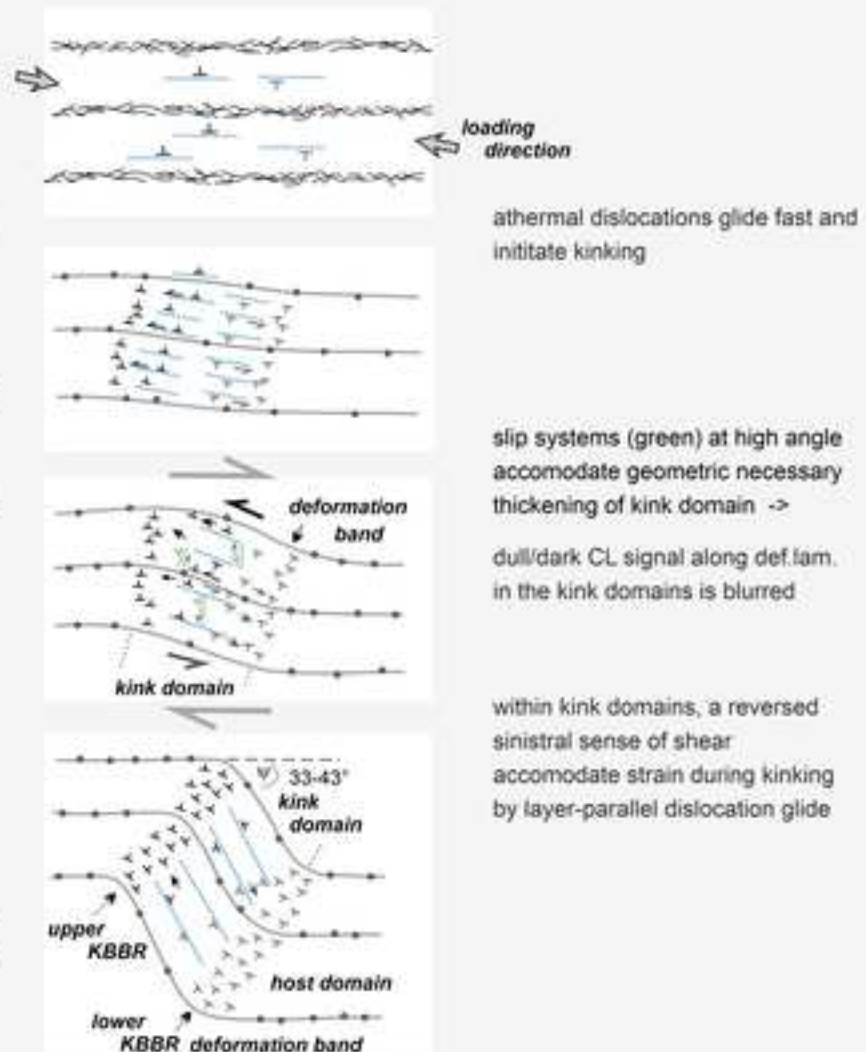 loading
direction
athermal dislocations glide fast and
inititate kinking
slip systems (green) at high angle
accomodate geometric necessary
thickening of kink domain ->
dull/dark CL signal along def.lam.
in the kink domains is blurred
deformation
band
kink domain
within kink domains, a reversed
sinistral sense of shear
accomodate strain during kinking
by layer-parallel dislocation glide
Ψ 33-43°
kink
domain
upper
KBBR
host domain
lower
KBBR deformation band